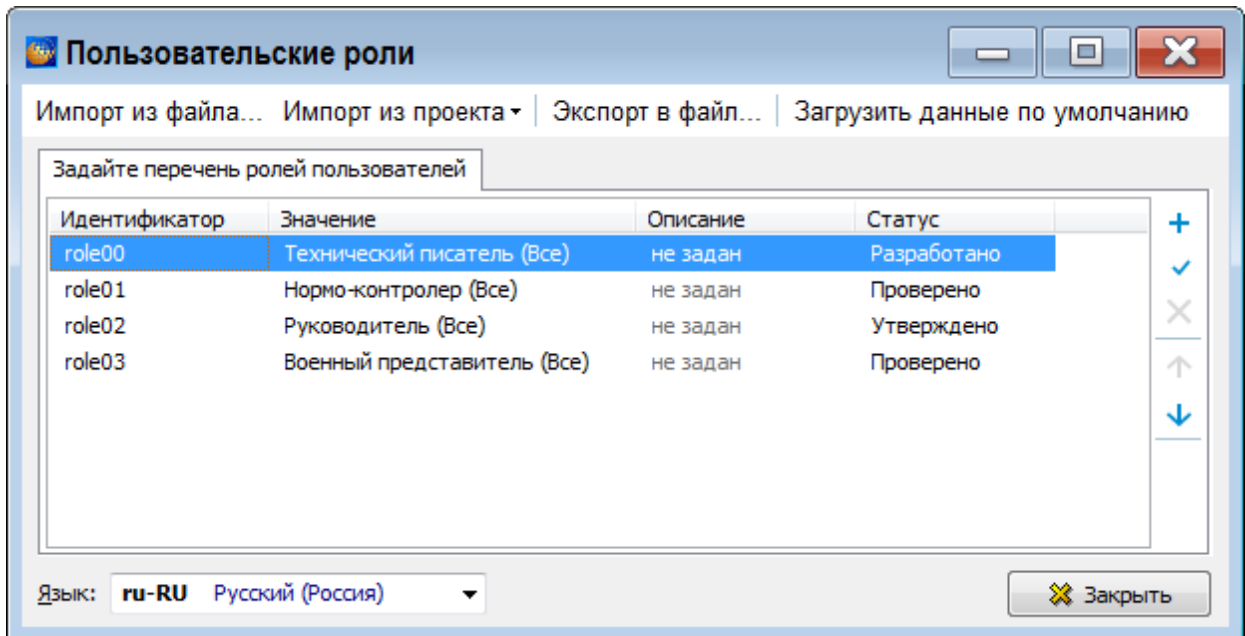 Пользовательские роли
Импорт из файла... Импорт из проекта Экспорт в файл... Загрузить данные по умолчанию
Задайте перечень ролей пользователей
Идентификатор Значение Описание Статус
role00 Технический писатель (Все) не задан Разработано
role01 Нормо-контролер (Все) не задан Проверено
role02 Руководитель (Все) не задан Утверждено
role03 Военный представитель (Все) не задан Проверено
Язык: ru-RU Русский (Россия) Закрыть